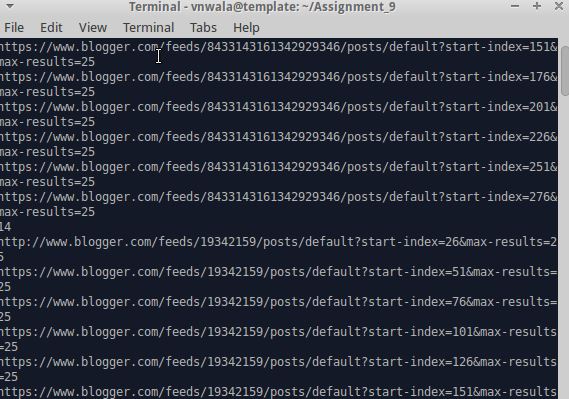 Terminal - vnwala@template: ~/Assignment_9
File Edit View Terminal Tabs Help
https://www.blogger.com/feeds/8433143161342929346/posts/default?start-index=151&
max-results=25
https://www.blogger.com/feeds/8433143161342929346/posts/default?start-index=176&
max-results=25
https://www.blogger.com/feeds/8433143161342929346/posts/default?start-index=201&
max-results=25
https://www.blogger.com/feeds/8433143161342929346/posts/default?start-index=226&
max-results=25
https://www.blogger.com/feeds/8433143161342929346/posts/default?start-index=251&
max-results=25
https://www.blogger.com/feeds/8433143161342929346/posts/default?start-index=276&
max-results=25
14
http://www.blogger.com/feeds/19342159/posts/default?start-index=26&max-results=2
5
https://www.blogger.com/feeds/19342159/posts/default?start-index=51&max-results=
25
https://www.blogger.com/feeds/19342159/posts/default?start-index=76&max-results=
25
https://www.blogger.com/feeds/19342159/posts/default?start-index=101&max-results
=25
https://www.blogger.com/feeds/19342159/posts/default?start-index=126&max-results
=25
https://www.blogger.com/feeds/19342159/posts/default?start-index=151&max-results